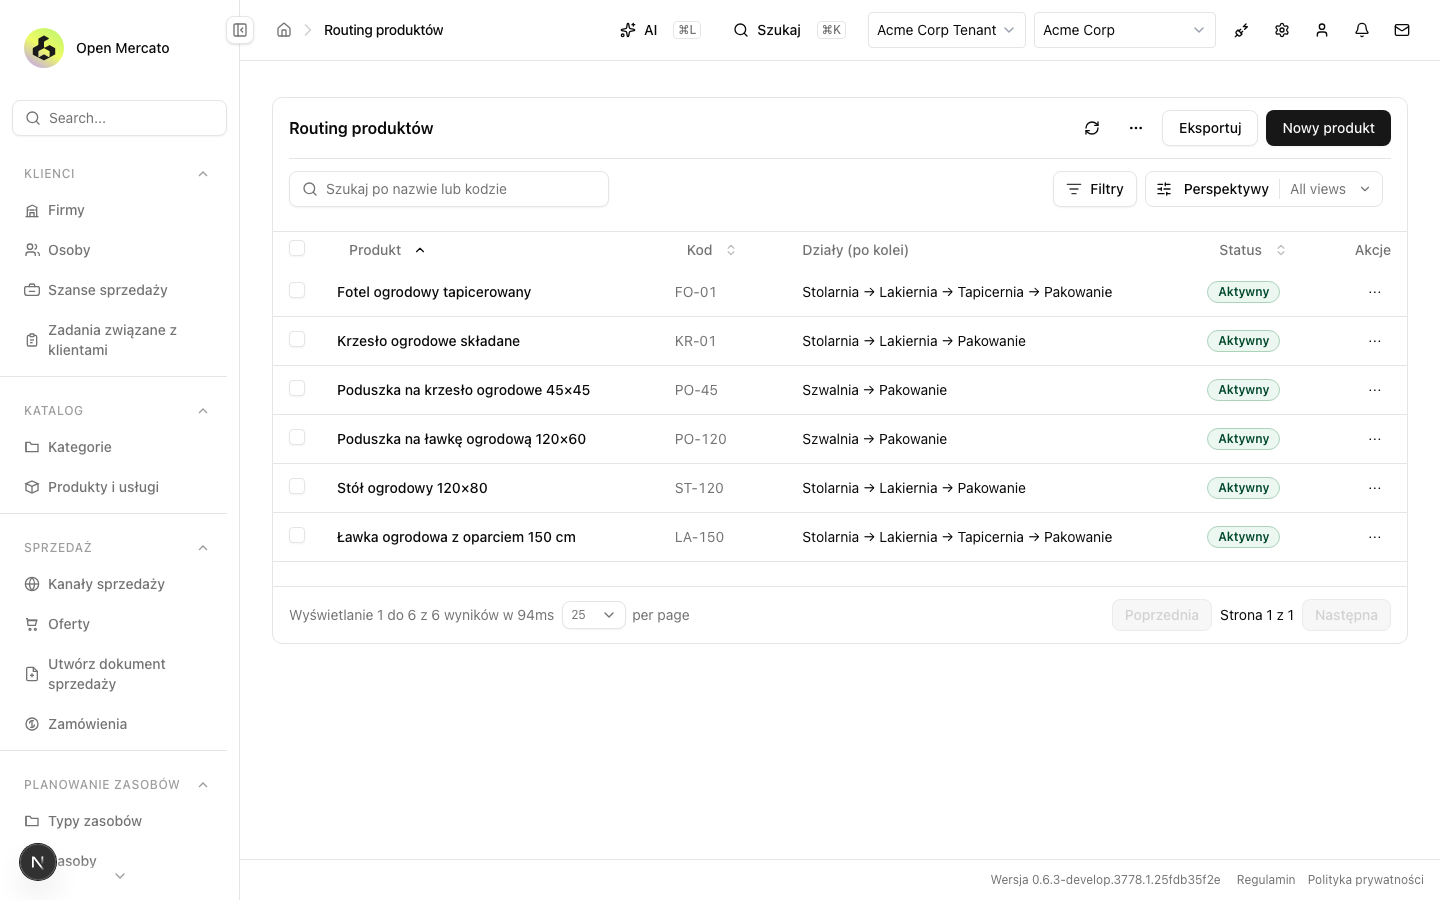 Open Mercato
Search...
KLIENCI
Firmy
Osoby
Szanse sprzedaży
Zadania związane z
klientami
KATALOG
Kategorie
Produkty i usługi
SPRZEDAŻ
Kanały sprzedaży
Oferty
Utwórz dokument
sprzedaży
Zamówienia
PLANOWANIE ZASOBÓW
Typy zasobów
N
Routing produktów
AI ⌘L
Szukaj ⌘K
Acme Corp Tenant
Acme Corp
Routing produktów
Eksportuj
Nowy produkt
Szukaj po nazwie lub kodzie
Filtry
Perspektywy All views
Produkt Kod Działy (po kolei) Status Akcje
Fotel ogrodowy tapicerowany FO-01 Stolarnia → Lakiernia → Tapicernia → Pakowanie Aktywny
Krzesło ogrodowe składane KR-01 Stolarnia → Lakiernia → Pakowanie Aktywny
Poduszka na krzesło ogrodowe 45×45 PO-45 Szwalnia → Pakowanie Aktywny
Poduszka na ławkę ogrodową 120×60 PO-120 Szwalnia → Pakowanie Aktywny
Stół ogrodowy 120×80 ST-120 Stolarnia → Lakiernia → Pakowanie Aktywny
Ławka ogrodowa z oparciem 150 cm LA-150 Stolarnia → Lakiernia → Tapicernia → Pakowanie Aktywny
Wyświetlanie 1 do 6 z 6 wyników w 94ms 25 per page
Poprzednia Strona 1 z 1 Następna
Wersja 0.6.3-develop.3778.1.25fdb35f2e Regulamin Polityka prywatności